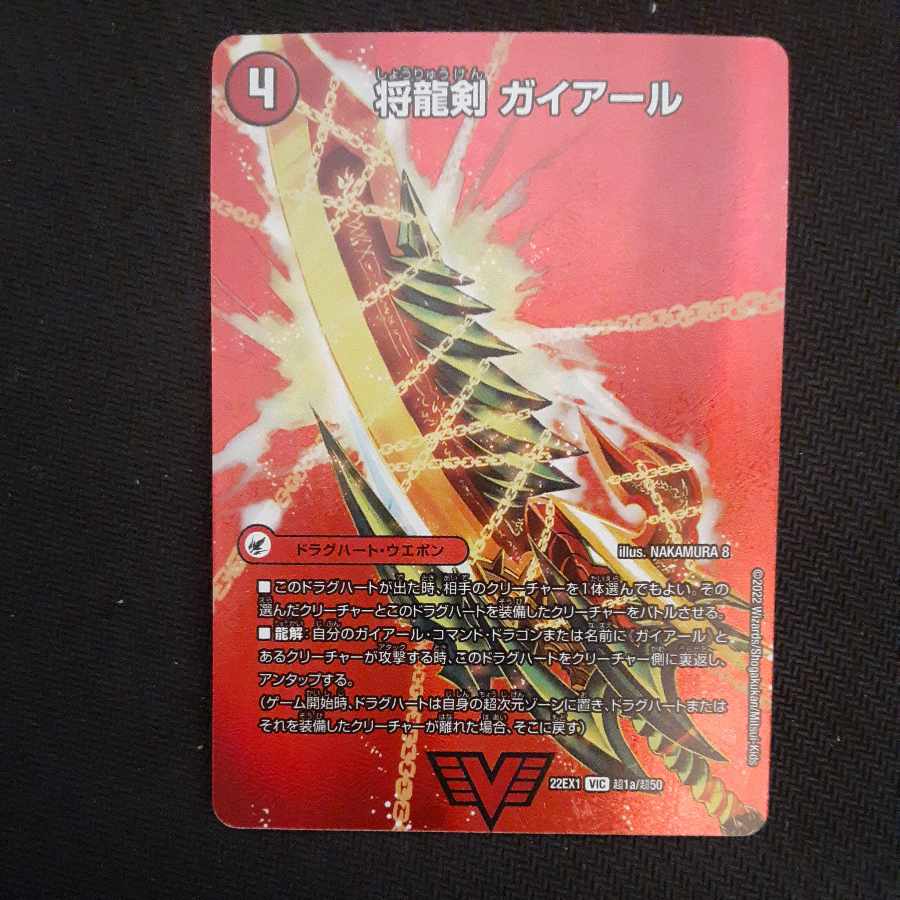 4
しょうりゅうけん
将龍剣 ガイアール
ドラグハート・ウエポン
illus. NAKAMURA 8
■このドラグハートが出た時、相手のクリーチャーを1体選んでもよい。その
選んだクリーチャーとこのドラグハートを装備したクリーチャーをバトルさせる。
■龍解:自分のガイアール・コマンド・ドラゴンまたは名前に《ガイアール》と
あるクリーチャーが攻撃する時、このドラグハートをクリーチャー側に裏返し、
アンタップする。
(ゲーム開始時、ドラグハートは自身の超次元ゾーンに置き、ドラグハートまたは
それを装備したクリーチャーが離れた場合、そこに戻す)
©2022 Wizards/Shogakukan/Mitsui-Kids
22EX1 VIC 超1a/超50